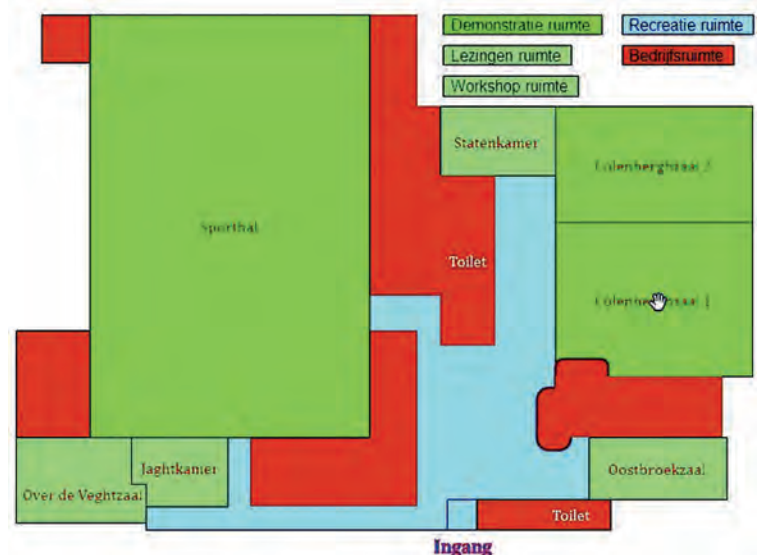 Demonstratie ruimte
Recreatie ruimte
Lezingen ruimte
Bedrijfsruimte
Workshop ruimte
Statenkamer
Sporthal
Toilet
Jaghtkamer
Over de Veghtzaal
Oostbroekzaal
Toilet
Ingang